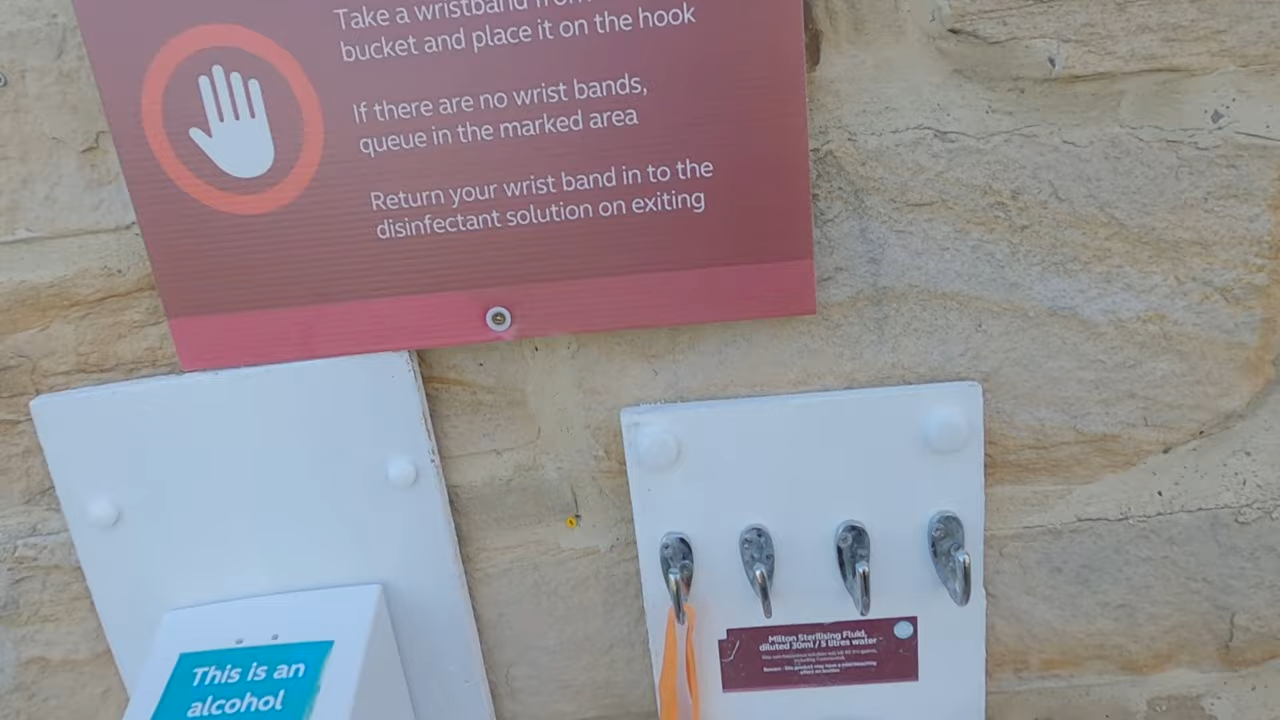 Take a wristband from
bucket and place it on the hook
If there are no wrist bands,
queue in the marked area
Return your wrist band in to the
disinfectant solution on exiting
This is an
alcohol
Milton Sterilising Fluid,
diluted 30ml / 5 litres water